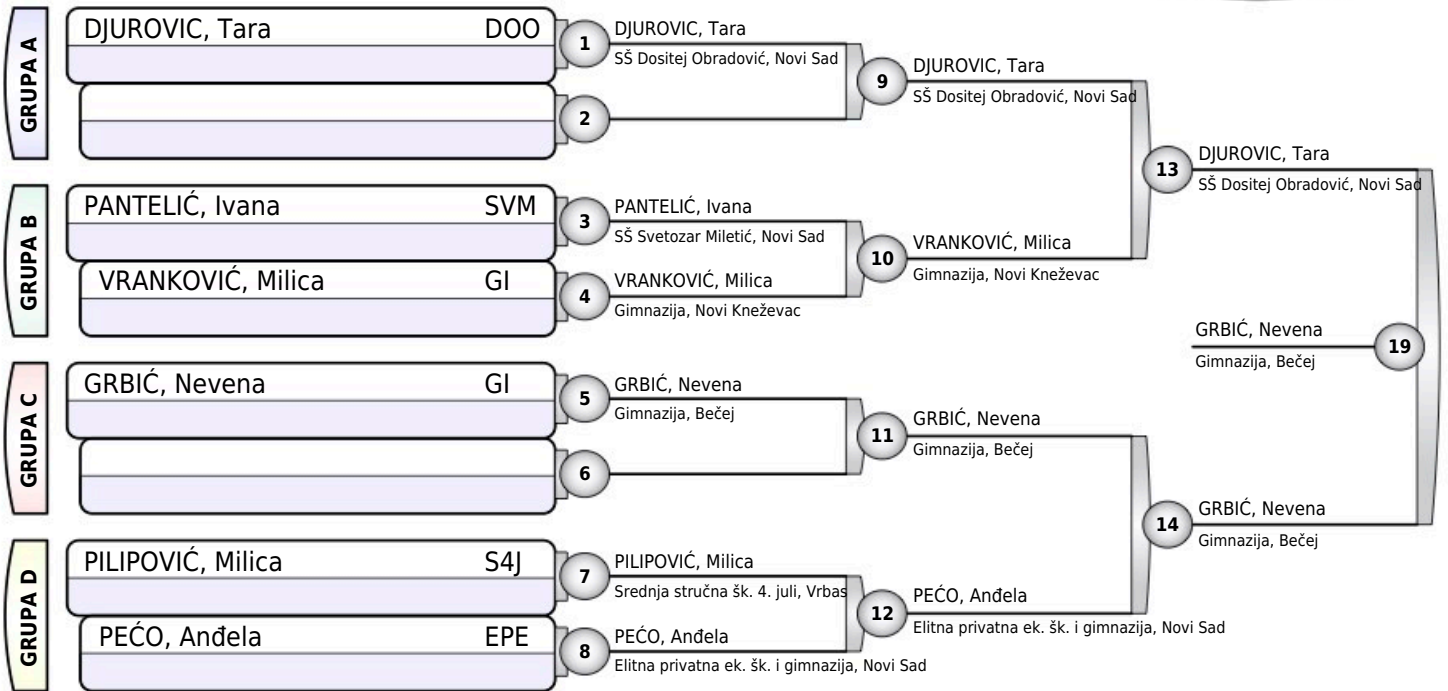 GRUPA A
DJUROVIC, Tara DOO
1
DJUROVIC, Tara
SŠ Dositej Obradović, Novi Sad
2
9
DJUROVIC, Tara
SŠ Dositej Obradović, Novi Sad
GRUPA B
PANTELIĆ, Ivana SVM
3
PANTELIĆ, Ivana
SŠ Svetozar Miletić, Novi Sad
VRANKOVIĆ, Milica GI
4
VRANKOVIĆ, Milica
Gimnazija, Novi Kneževac
10
VRANKOVIĆ, Milica
Gimnazija, Novi Kneževac
13
DJUROVIC, Tara
SŠ Dositej Obradović, Novi Sad
GRUPA C
GRBIĆ, Nevena GI
5
GRBIĆ, Nevena
Gimnazija, Bečej
6
11
GRBIĆ, Nevena
Gimnazija, Bečej
GRUPA D
PILIPOVIĆ, Milica S4J
7
PILIPOVIĆ, Milica
Srednja stručna šk. 4. juli, Vrbas
PEĆO, Anđela EPE
8
PEĆO, Anđela
Elitna privatna ek. šk. i gimnazija, Novi Sad
12
PEĆO, Anđela
Elitna privatna ek. šk. i gimnazija, Novi Sad
14
GRBIĆ, Nevena
Gimnazija, Bečej
GRBIĆ, Nevena
Gimnazija, Bečej
19